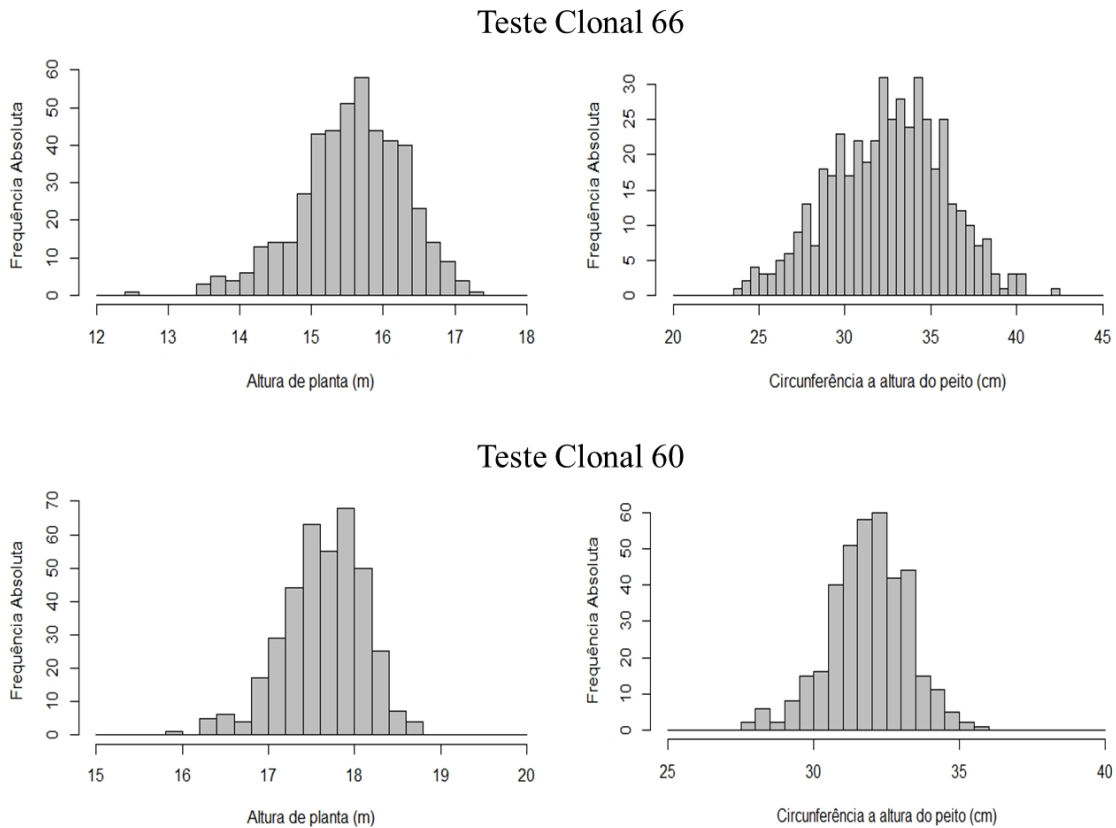 Teste Clonal 66
Frequência Absoluta
60
50
40
30
20
10
0
12 13 14 15 16 17 18
Altura de planta (m)
Frequência Absoluta
30
25
20
15
10
5
0
20 25 30 35 40 45
Circunferência a altura do peito (cm)
Teste Clonal 60
Frequência Absoluta
70
60
50
40
30
20
10
0
15 16 17 18 19 20
Altura de planta (m)
Frequência Absoluta
60
50
40
30
20
10
0
25 30 35 40
Circunferência a altura do peito (cm)